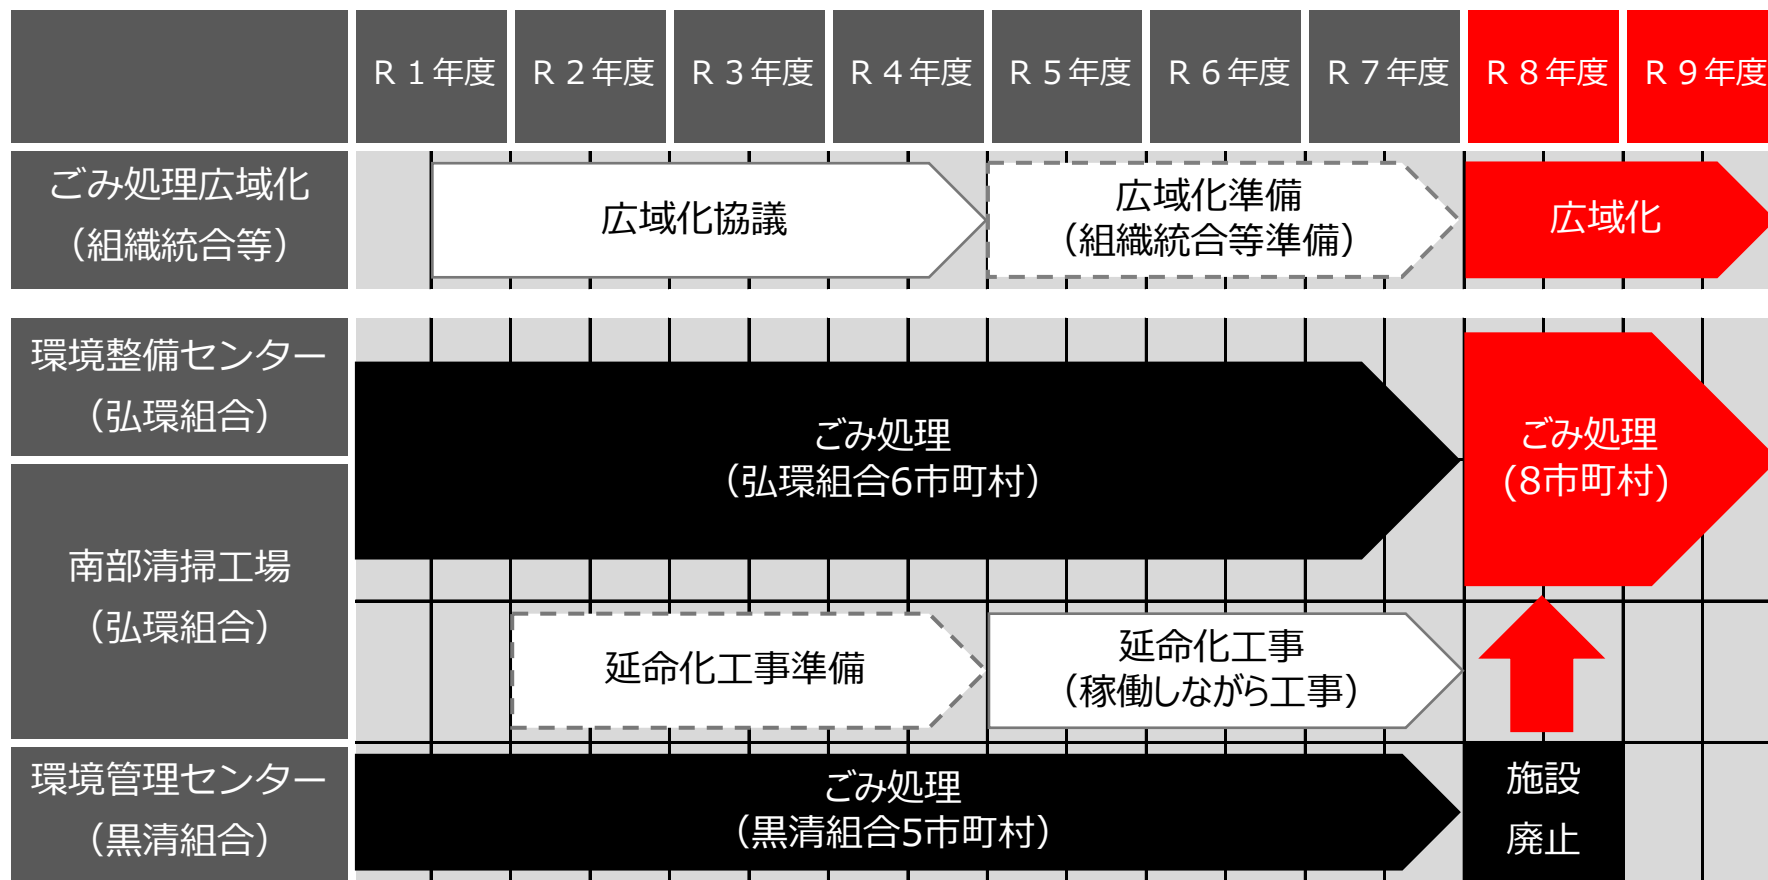 R１年度
R２年度
R３年度
R４年度
R５年度
R６年度
R７年度
R８年度
R９年度
ごみ処理広域化
（組織統合等）
広域化協議
広域化準備
（組織統合等準備）
広域化
環境整備センター
（弘環組合）
ごみ処理
（弘環組合6市町村）
ごみ処理
(8市町村)
南部清掃工場
（弘環組合）
延命化工事準備
延命化工事
（稼働しながら工事）
環境管理センター
（黒清組合）
ごみ処理
（黒清組合5市町村）
施設
廃止